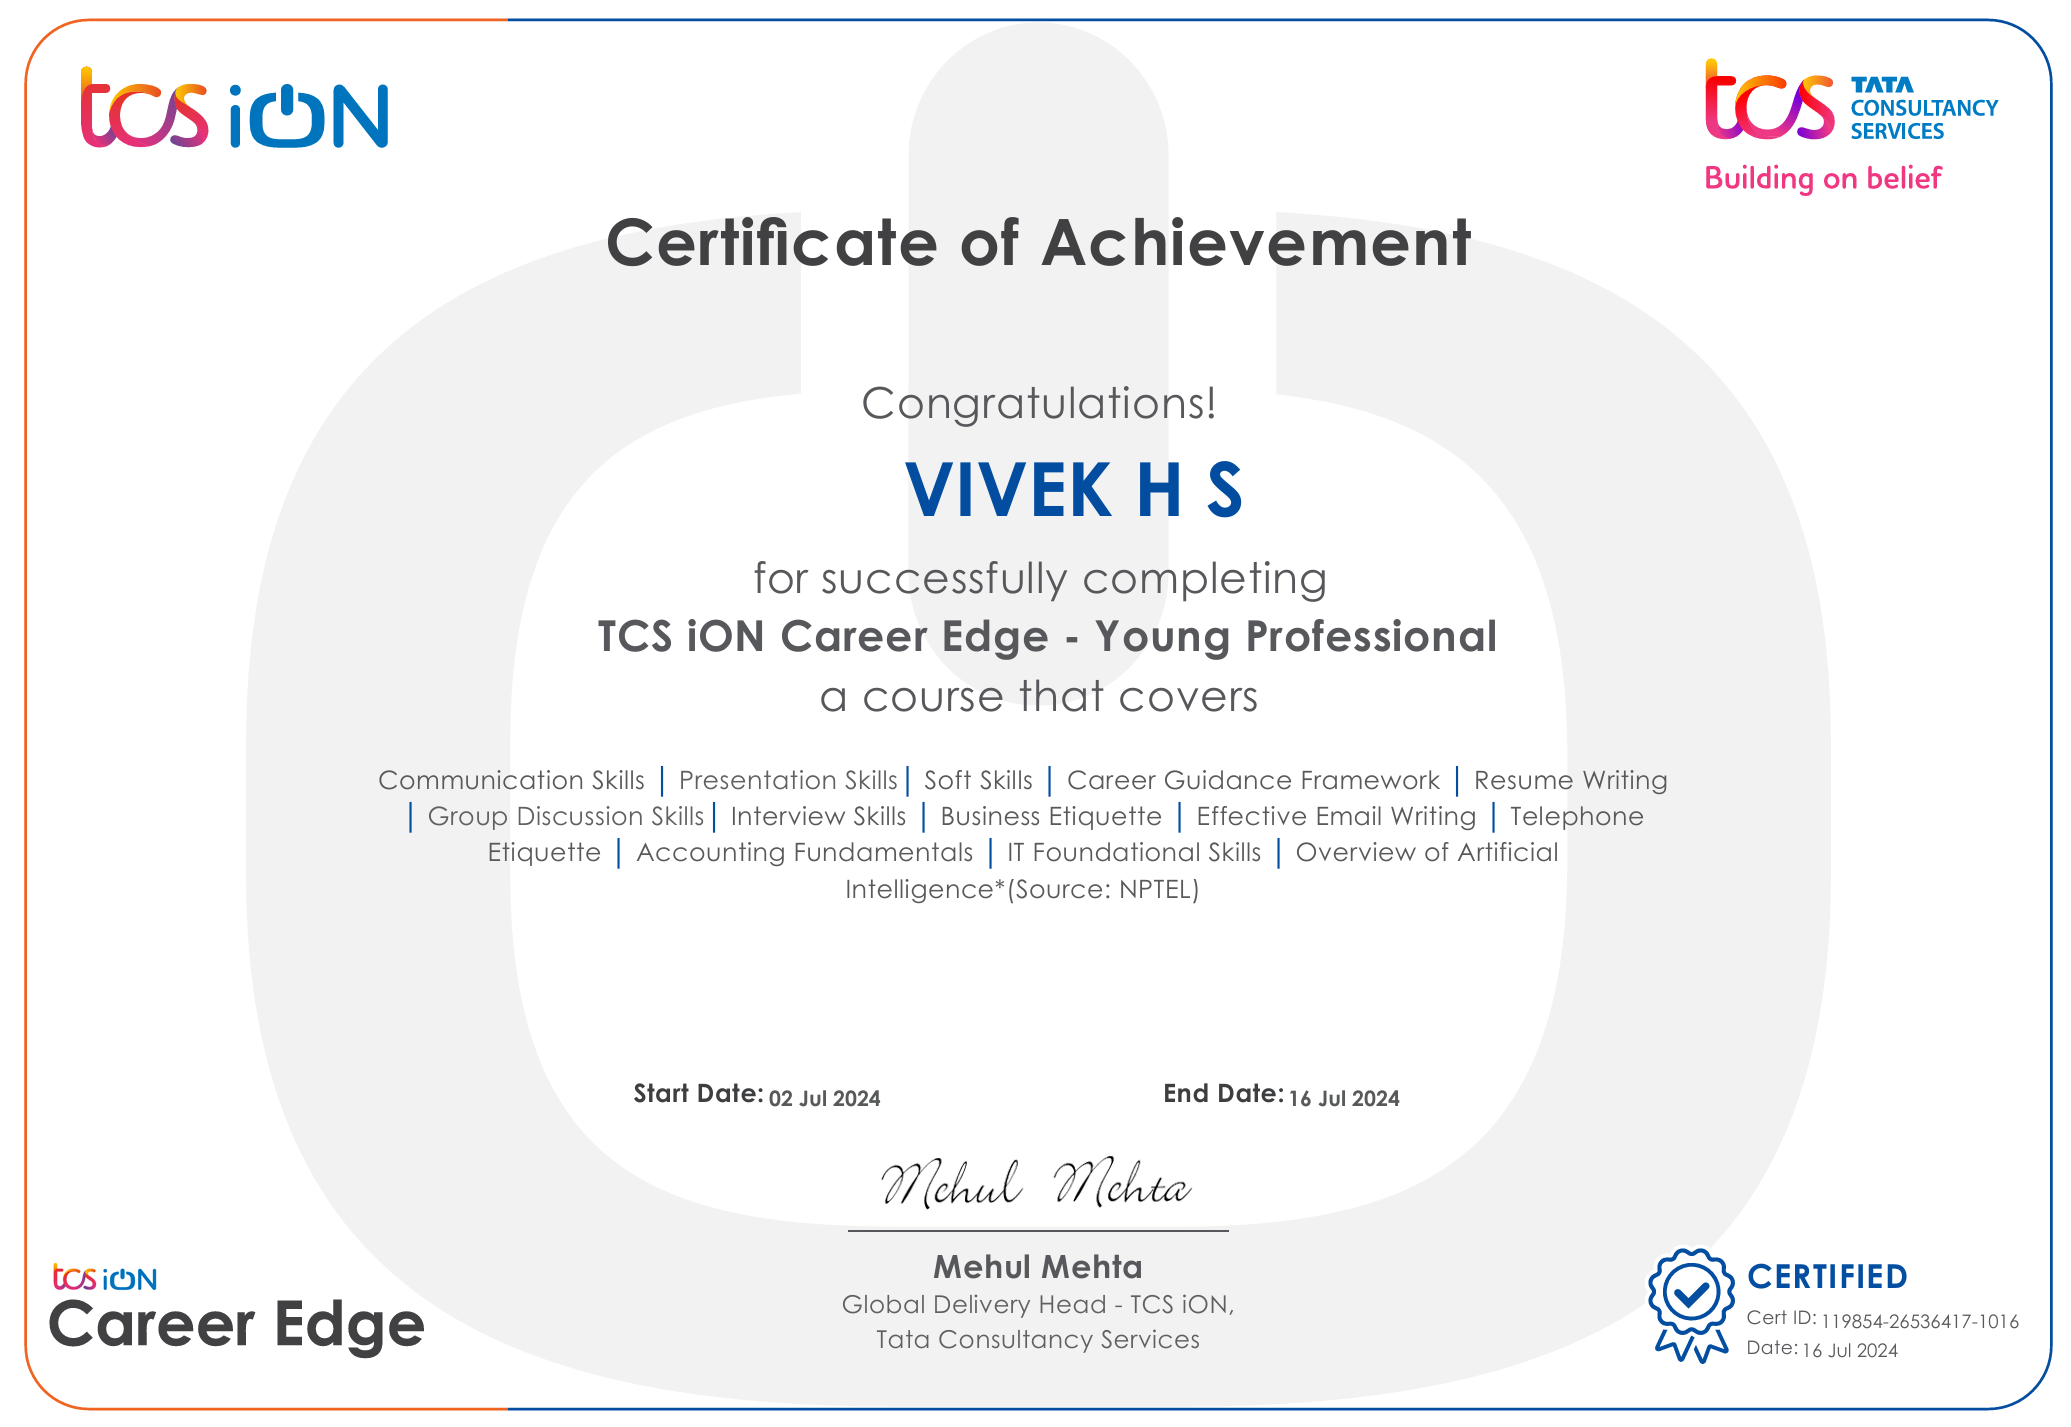 tcs iON
tcs TATA
CONSULTANCY
SERVICES
Building on belief
Certificate of Achievement
Congratulations!
VIVEK H S
for successfully completing
TCS iON Career Edge - Young Professional
a course that covers
Communication Skills | Presentation Skills | Soft Skills | Career Guidance Framework | Resume Writing
| Group Discussion Skills | Interview Skills | Business Etiquette | Effective Email Writing | Telephone
Etiquette | Accounting Fundamentals | IT Foundational Skills | Overview of Artificial
Intelligence*(Source: NPTEL)
Start Date: 02 Jul 2024 End Date: 16 Jul 2024
Mehul Mehta
Mehul Mehta
Global Delivery Head - TCS iON,
Tata Consultancy Services
tcs iON
Career Edge
CERTIFIED
Cert ID: 119854-26536417-1016
Date: 16 Jul 2024